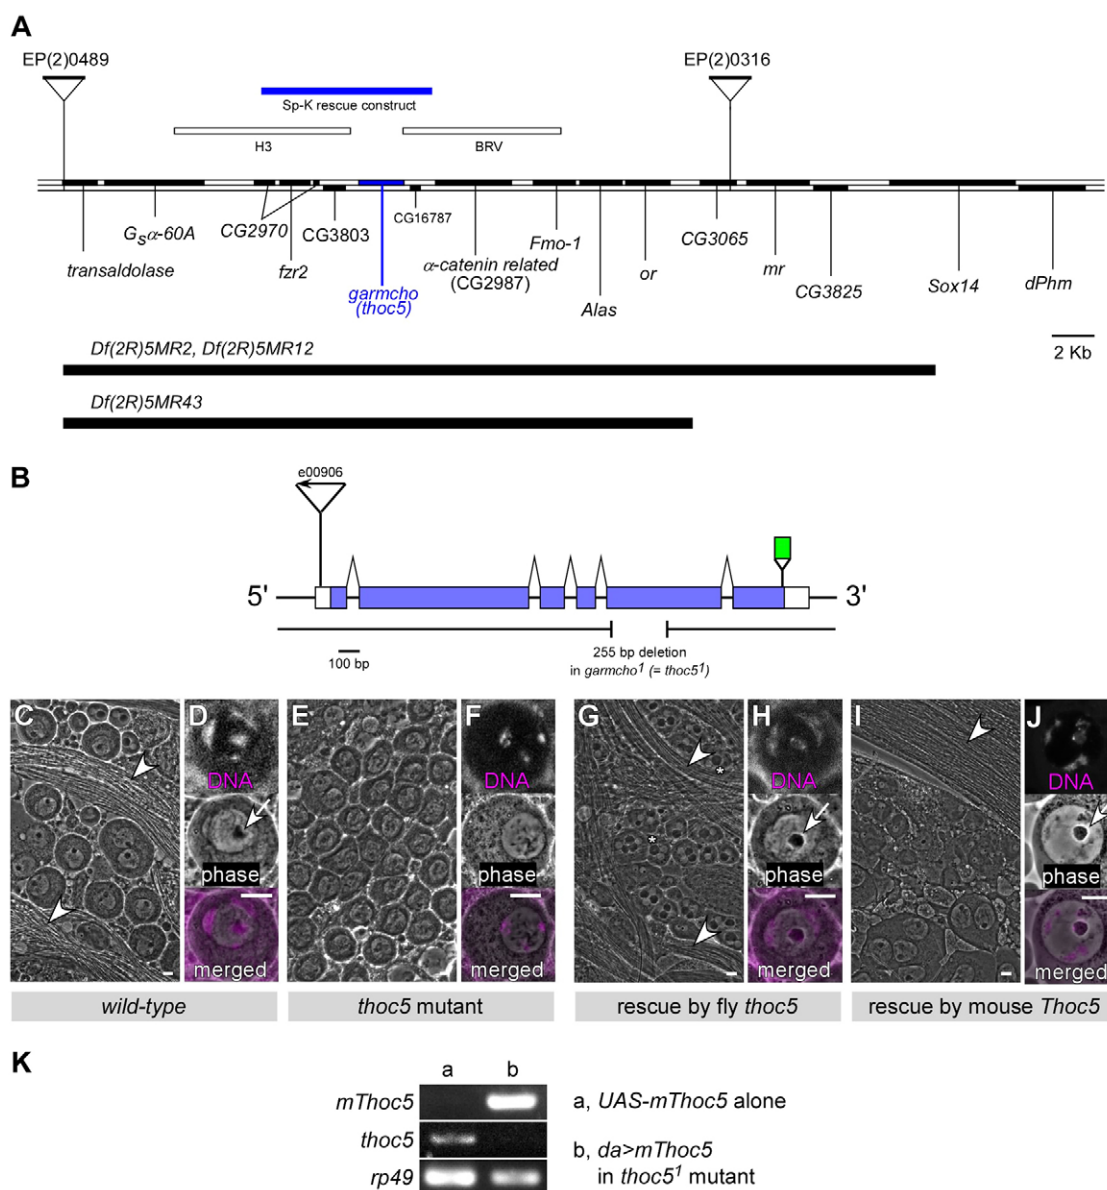 A
EP(2)0489
EP(2)0316
Sp-K rescue construct
H3
BRV
Gsα-60A
CG2970
CG3803
CG16787
Fmo-1
CG3065
transaldolase
fzr2
α-catenin related
(CG2987)
or
mr
CG3825
Sox14
dPhm
garmcho
(thoc5)
Alas
2 Kb
Df(2R)5MR2, Df(2R)5MR12
Df(2R)5MR43
B
e00906
5'
3'
100 bp
255 bp deletion
in garmcho1 (= thoc51)
C
D
E
F
G
H
I
J
DNA
DNA
DNA
DNA
*
*
phase
phase
phase
phase
merged
merged
merged
merged
wild-type
thoc5 mutant
rescue by fly thoc5
rescue by mouse Thoc5
K
a
b
mThoc5
thoc5
rp49
a, UAS-mThoc5 alone
b, da>mThoc5
in thoc51 mutant